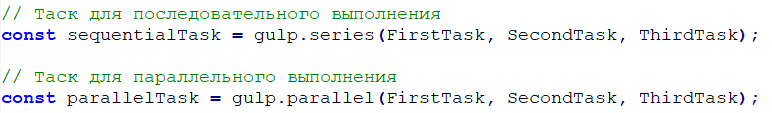 // Таск для последовательного выполнения
const sequentialTask = gulp.series(FirstTask, SecondTask, ThirdTask);
// Таск для параллельного выполнения
const parallelTask = gulp.parallel(FirstTask, SecondTask, ThirdTask);